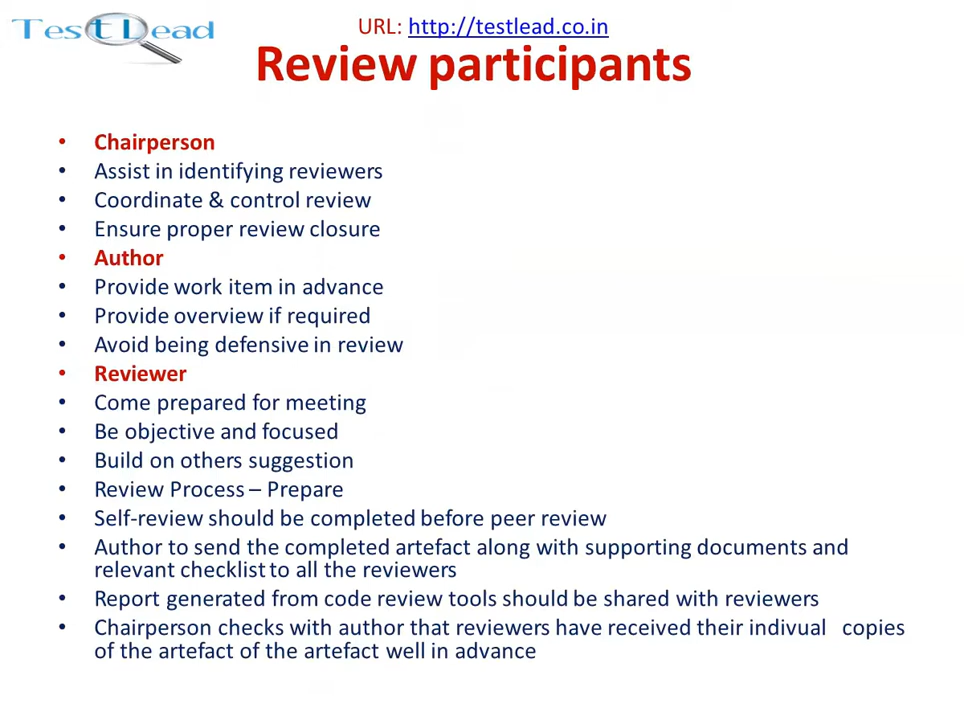 TestLead
URL: http://testlead.co.in
Review participants
• Chairperson
• Assist in identifying reviewers
• Coordinate & control review
• Ensure proper review closure
• Author
• Provide work item in advance
• Provide overview if required
• Avoid being defensive in review
• Reviewer
• Come prepared for meeting
• Be objective and focused
• Build on others suggestion
• Review Process – Prepare
• Self-review should be completed before peer review
• Author to send the completed artefact along with supporting documents and
relevant checklist to all the reviewers
• Report generated from code review tools should be shared with reviewers
• Chairperson checks with author that reviewers have received their indivual copies
of the artefact of the artefact well in advance